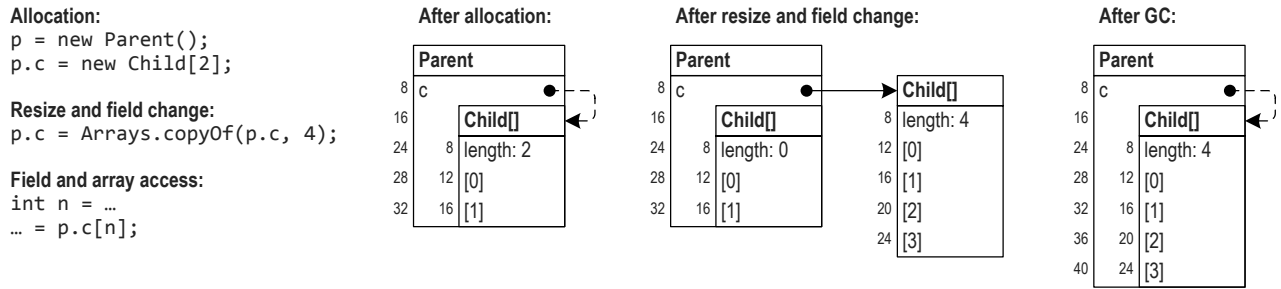 Allocation:
p = new Parent();
p.c = new Child[2];
Resize and field change:
p.c = Arrays.copyOf(p.c, 4);
Field and array access:
int n = …
… = p.c[n];
After allocation:
Parent
8 c
16 Child[]
24 8 length: 2
28 12 [0]
32 16 [1]
After resize and field change:
Parent
8 c
16 Child[]
24 8 length: 0
28 12 [0]
32 16 [1]
Child[]
8 length: 4
12 [0]
16 [1]
20 [2]
24 [3]
After GC:
Parent
8 c
16 Child[]
24 8 length: 4
28 12 [0]
32 16 [1]
36 20 [2]
40 24 [3]